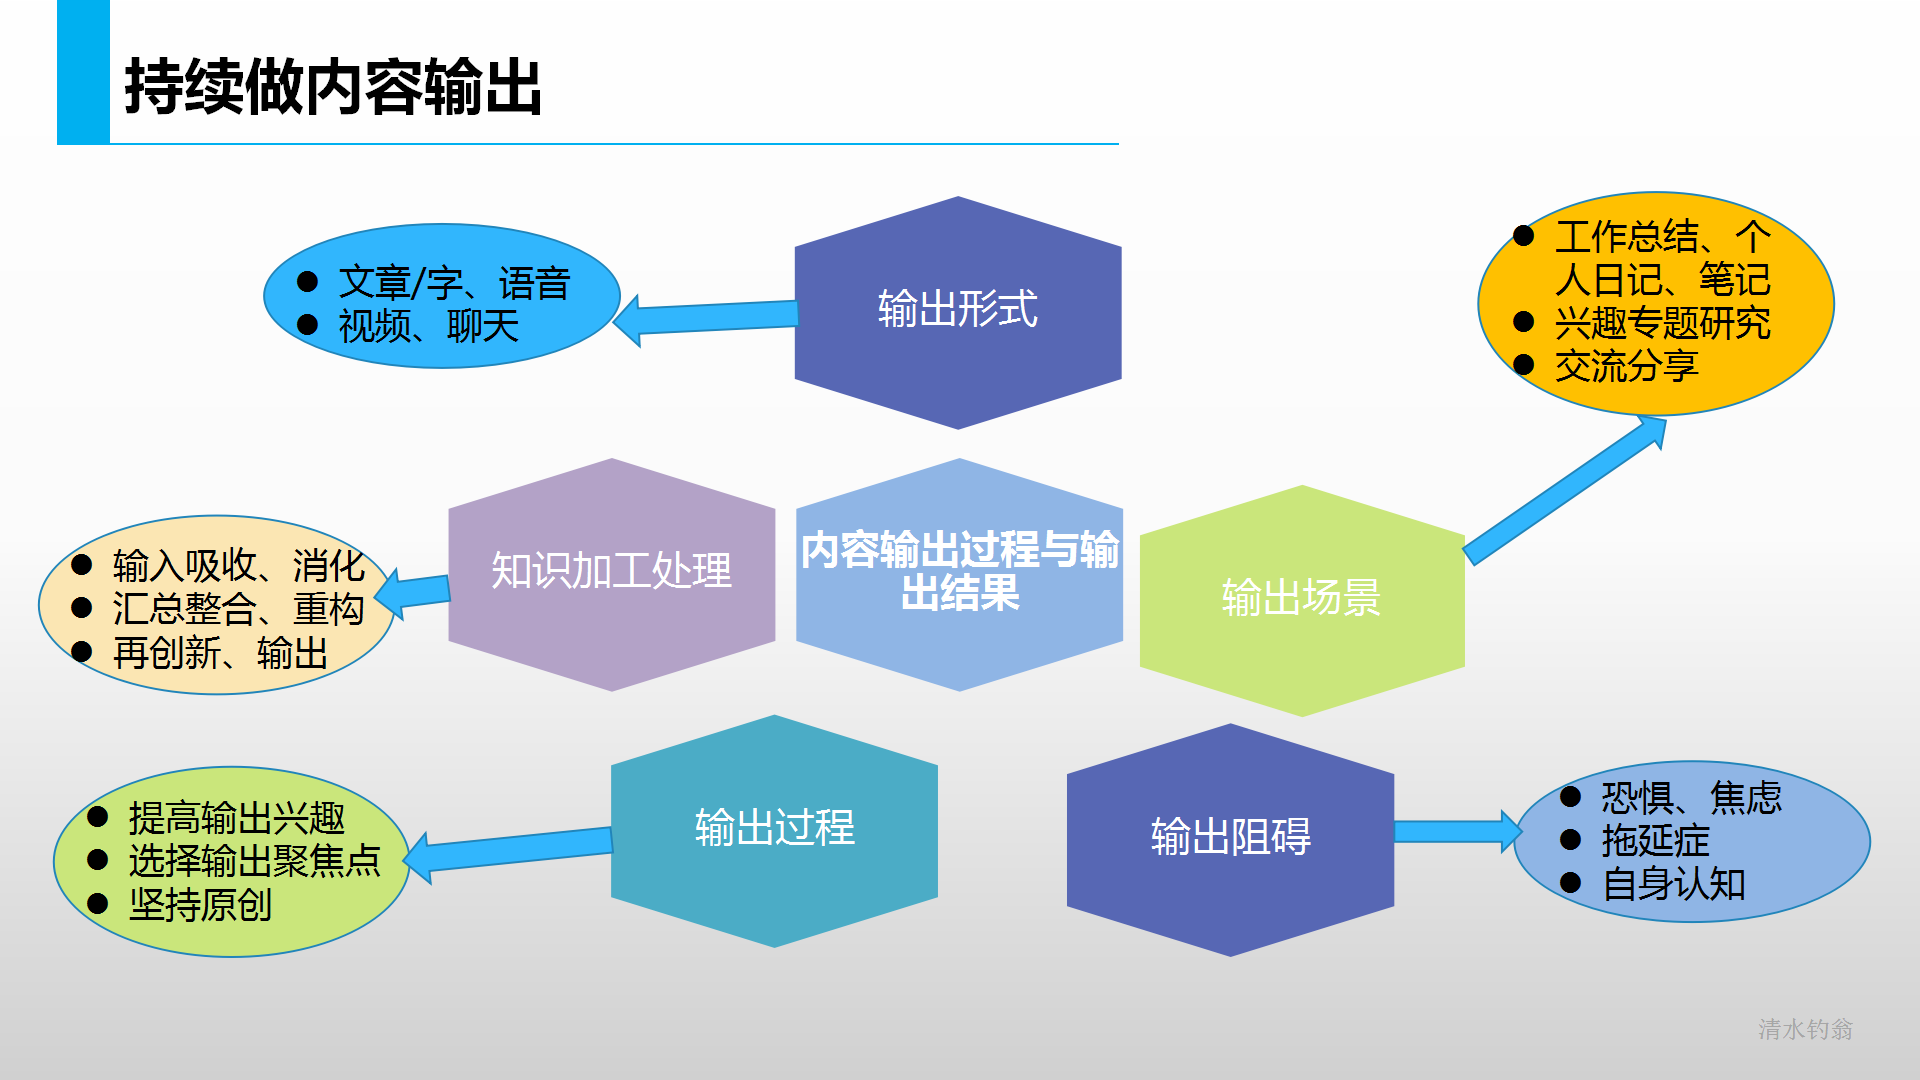 持续做内容输出
文章/字、语音
视频、聊天
输出形式
工作总结、个
人日记、笔记
兴趣专题研究
交流分享
输入吸收、消化
汇总整合、重构
再创新、输出
知识加工处理
内容输出过程与输
出结果
输出场景
提高输出兴趣
选择输出聚焦点
坚持原创
输出过程
输出阻碍
恐惧、焦虑
拖延症
自身认知
清水钓翁